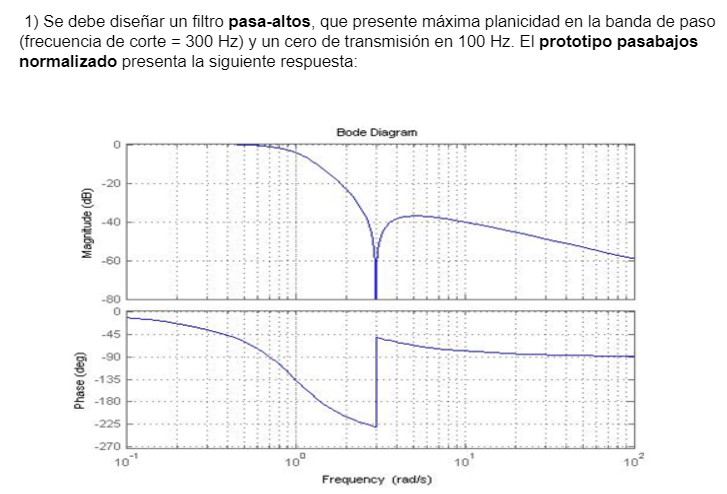 1) Se debe diseñar un filtro pasa-altos, que presente máxima planicidad en la banda de paso
(frecuencia de corte = 300 Hz) y un cero de transmisión en 100 Hz. El prototipo pasabajos
normalizado presenta la siguiente respuesta:
Bode Diagram
Magnitude (dB)
0
-20
-40
-60
-80
Phase (deg)
0
-45
-90
-135
-180
-225
-270
10^-1
10^0
10^1
10^2
Frequency (rad/s)